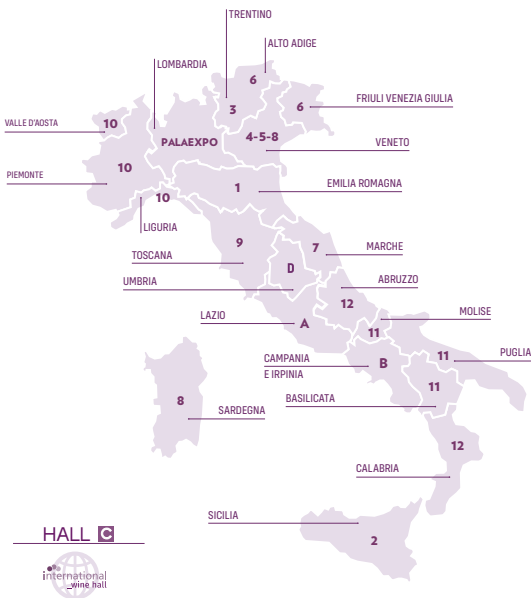 TRENTINO
ALTO ADIGE
LOMBARDIA
6
FRIULI VENEZIA GIULIA
6
3
VALLE D'AOSTA
10
PALAEXPO
4-5-8
VENETO
PIEMONTE
10
1
EMILIA ROMAGNA
10
LIGURIA
9
7
MARCHE
TOSCANA
D
ABRUZZO
UMBRIA
12
MOLISE
LAZIO
A
11
PUGLIA
11
CAMPANIA
E IRPINIA
B
11
BASILICATA
8
SARDEGNA
12
CALABRIA
SICILIA
2
HALL C
international
_wine hall